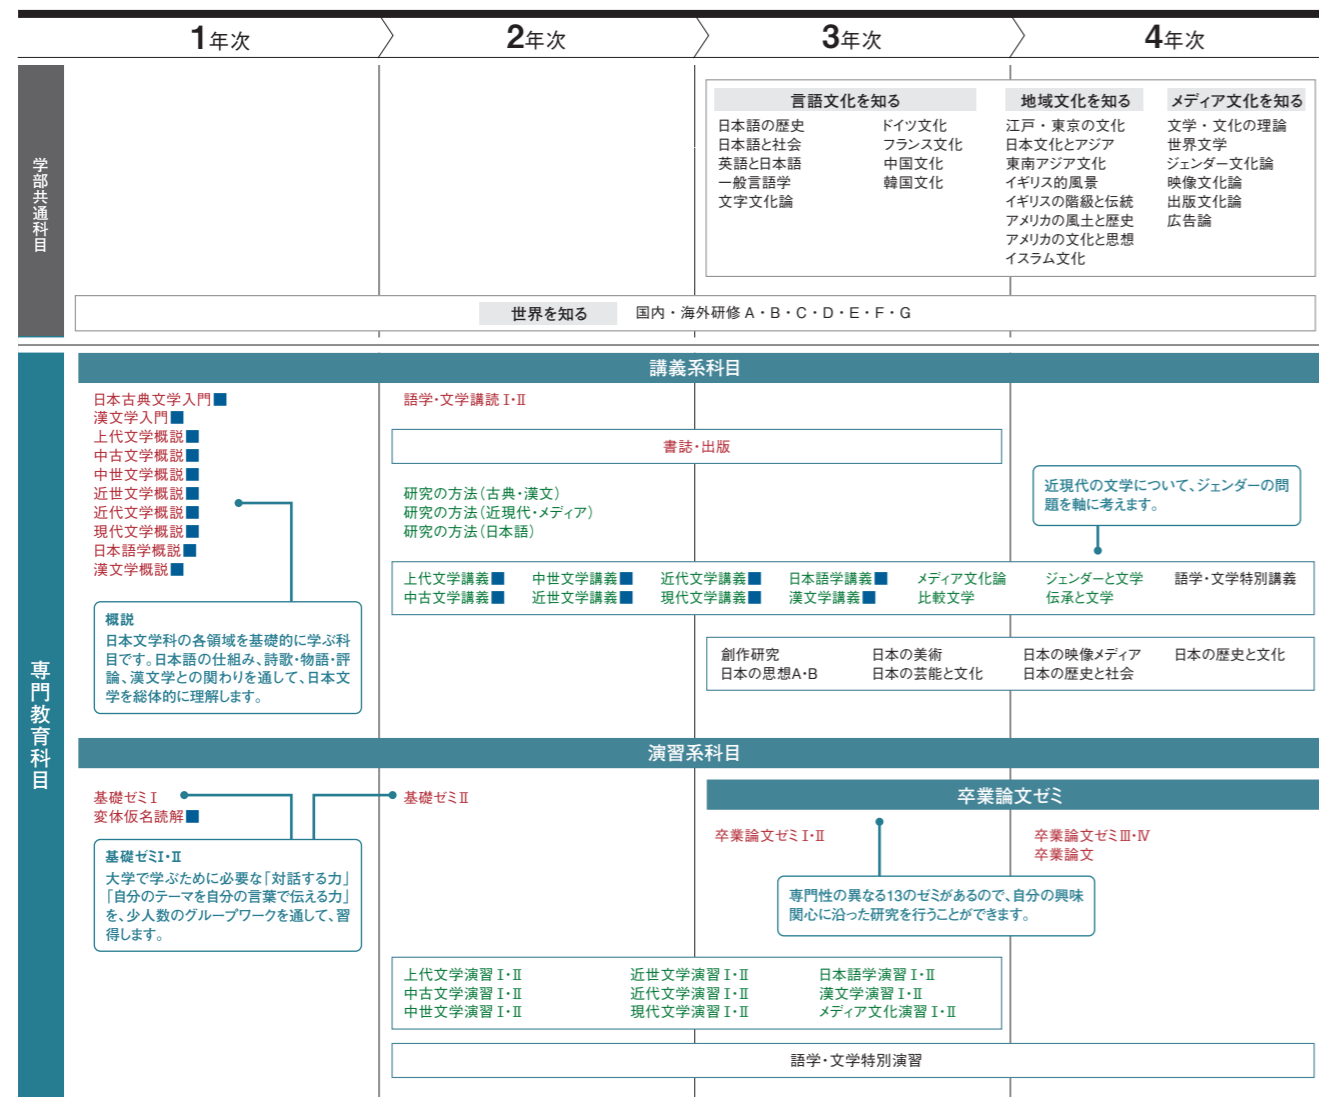 1年次
2年次
3年次
4年次
学部共通科目
言語文化を知る
日本語の歴史
日本語と社会
英語と日本語
一般言語学
文字文化論
ドイツ文化
フランス文化
中国文化
韓国文化
地域文化を知る
江戸・東京の文化
日本文化とアジア
東南アジア文化
イギリス的風景
イギリスの階級と伝統
アメリカの風土と歴史
アメリカの文化と思想
イスラム文化
メディア文化を知る
文学・文化の理論
世界文学
ジェンダー文化論
映像文化論
出版文化論
広告論
世界を知る
国内・海外研修 A・B・C・D・E・F・G
専門教育科目
講義系科目
日本古典文学入門■
漢文学入門■
上代文学概説■
中古文学概説■
中世文学概説■
近世文学概説■
近代文学概説■
現代文学概説■
日本語学概説■
漢文学概説■
概説
日本文学科の各領域を基礎的に学ぶ科
目です。日本語の仕組み、詩歌・物語・評
論、漢文学との関わりを通して、日本文
学を総体的に理解します。
語学・文学講読 Ⅰ・Ⅱ
書誌・出版
研究の方法（古典・漢文）
研究の方法（近現代・メディア）
研究の方法（日本語）
近現代の文学について、ジェンダーの問
題を軸に考えます。
上代文学講義■
中世文学講義■
近代文学講義■
日本語学講義■
メディア文化論
ジェンダーと文学
語学・文学特別講義
中古文学講義■
近世文学講義■
現代文学講義■
漢文学講義■
比較文学
伝承と文学
創作研究
日本の美術
日本の映像メディア
日本の歴史と文化
日本の思想A・B
日本の芸能と文化
日本の歴史と社会
演習系科目
基礎ゼミⅠ
変体仮名読解■
基礎ゼミⅡ
基礎ゼミⅠ・Ⅱ
大学で学ぶために必要な「対話する力」
「自分のテーマを自分の言葉で伝える力」
を、少人数のグループワークを通して、習
得します。
卒業論文ゼミ
卒業論文ゼミ Ⅰ・Ⅱ
卒業論文ゼミ Ⅲ・Ⅳ
卒業論文
専門性の異なる13のゼミがあるので、自分の興味
関心に沿った研究を行うことができます。
上代文学演習 Ⅰ・Ⅱ
近世文学演習 Ⅰ・Ⅱ
日本語学演習 Ⅰ・Ⅱ
中古文学演習 Ⅰ・Ⅱ
近代文学演習 Ⅰ・Ⅱ
漢文学演習 Ⅰ・Ⅱ
中世文学演習 Ⅰ・Ⅱ
現代文学演習 Ⅰ・Ⅱ
メディア文化演習 Ⅰ・Ⅱ
語学・文学特別演習